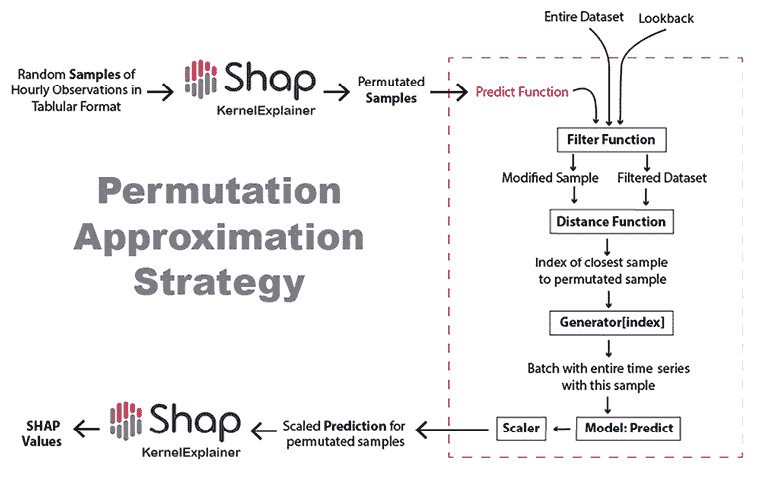 Entire Dataset
Lookback
Random Samples of
Hourly Observations in
Tablular Format
Shap
KernelExplainer
Permutated
Samples
Predict Function
Filter Function
Modified Sample
Filtered Dataset
Distance Function
Index of closest sample
to permutated sample
Generator[index]
Batch with entire time series
with this sample
Model: Predict
Scaler
Scaled Prediction for
permutated samples
Shap
KernelExplainer
SHAP
Values
Permutation
Approximation
Strategy